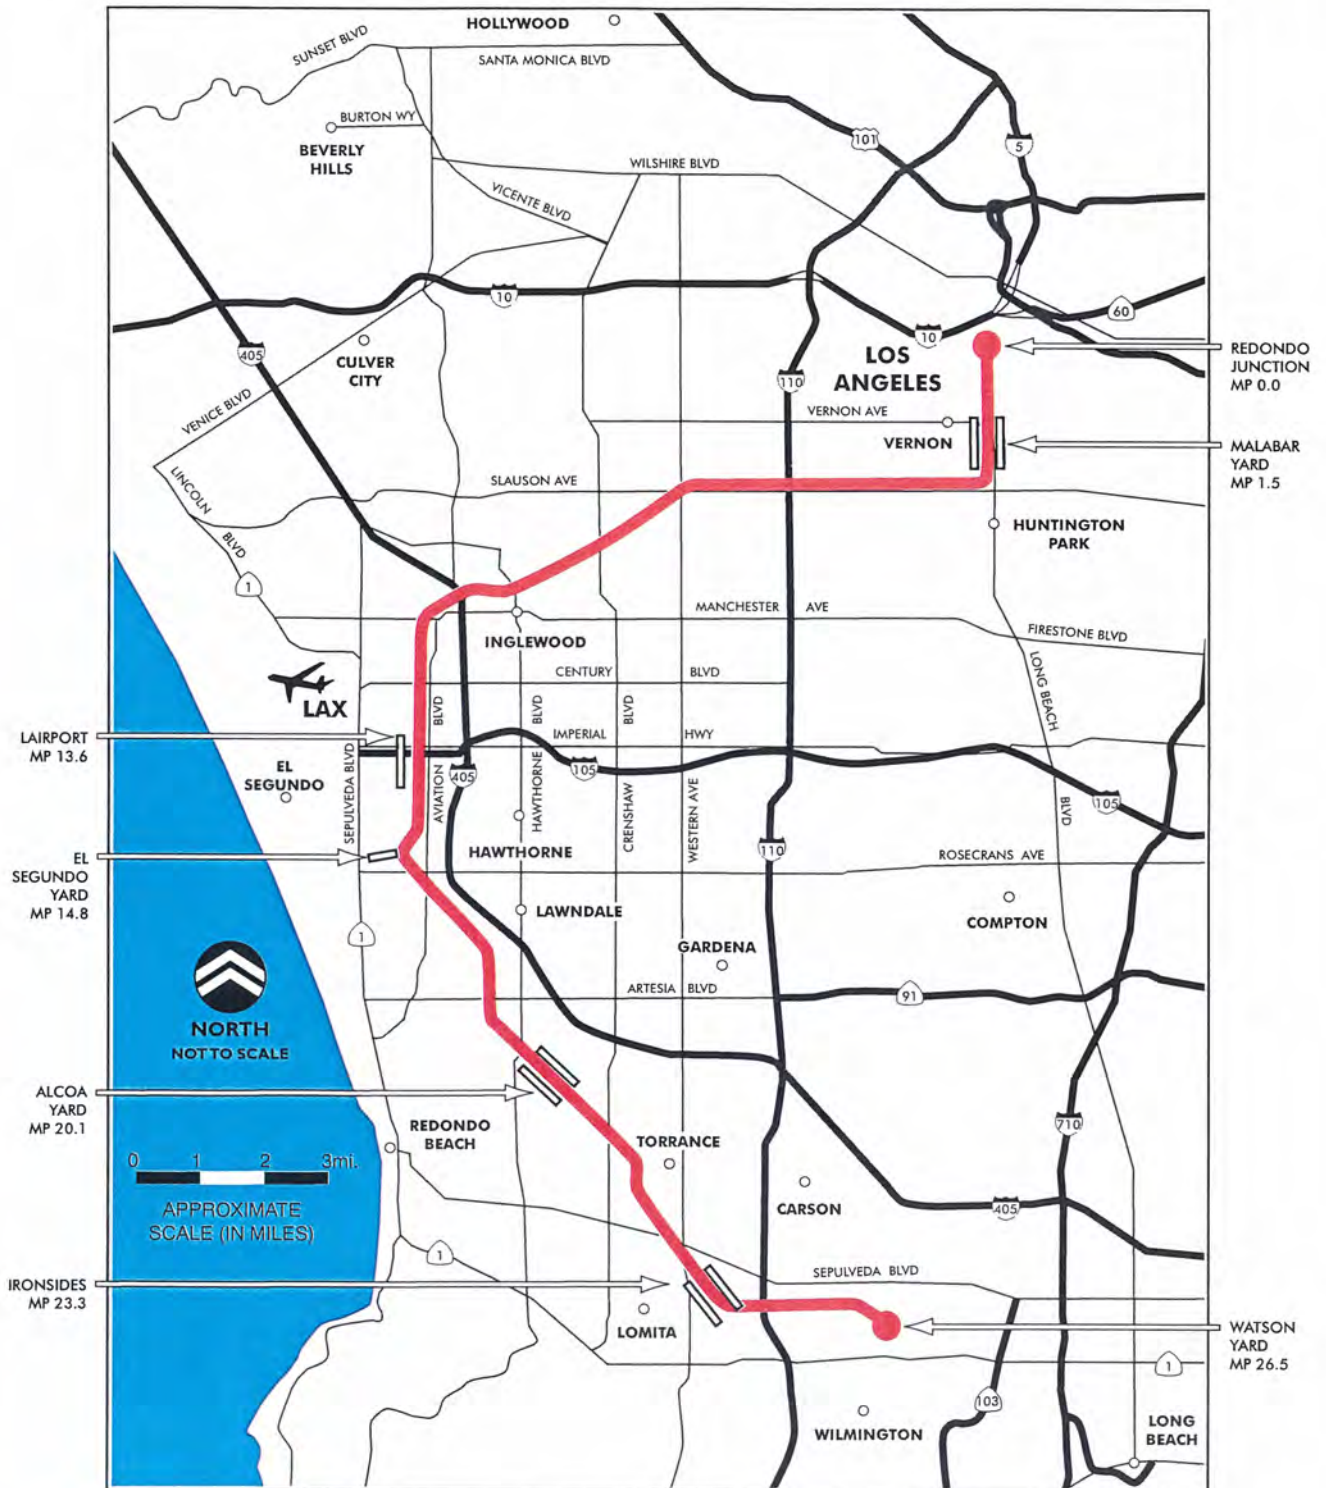 HOLLYWOOD
SUNSET BLVD
SANTA MONICA BLVD
BURTON WY
BEVERLY
HILLS
101
5
WILSHIRE BLVD
VICENTE BLVD
10
60
10
405
CULVER
CITY
LOS
ANGELES
REDONDO
JUNCTION
MP 0.0
110
VENICE BLVD
VERNON AVE
VERNON
MALABAR
YARD
MP 1.5
LINCOLN
BLVD
SLAUSON AVE
HUNTINGTON
PARK
1
MANCHESTER AVE
FIRESTONE BLVD
INGLEWOOD
CENTURY BLVD
LONG BEACH
BLVD
LAX
LAIRPORT
MP 13.6
SEPULVEDA BLVD
AVIATION BLVD
HAWTHORNE BLVD
CRENSHAW BLVD
WESTERN AVE
IMPERIAL HWY
EL
SEGUNDO
405
105
105
110
HAWTHORNE
ROSECRANS AVE
EL
SEGUNDO
YARD
MP 14.8
LAWNDALE
COMPTON
1
GARDENA
ARTESIA BLVD
91
NORTH
NOT TO SCALE
ALCOA
YARD
MP 20.1
REDONDO
BEACH
710
TORRANCE
0 1 2 3mi.
APPROXIMATE
SCALE (IN MILES)
CARSON
405
1
SEPULVEDA BLVD
IRONSIDES
MP 23.3
LOMITA
WATSON
YARD
MP 26.5
1
103
WILMINGTON
LONG
BEACH